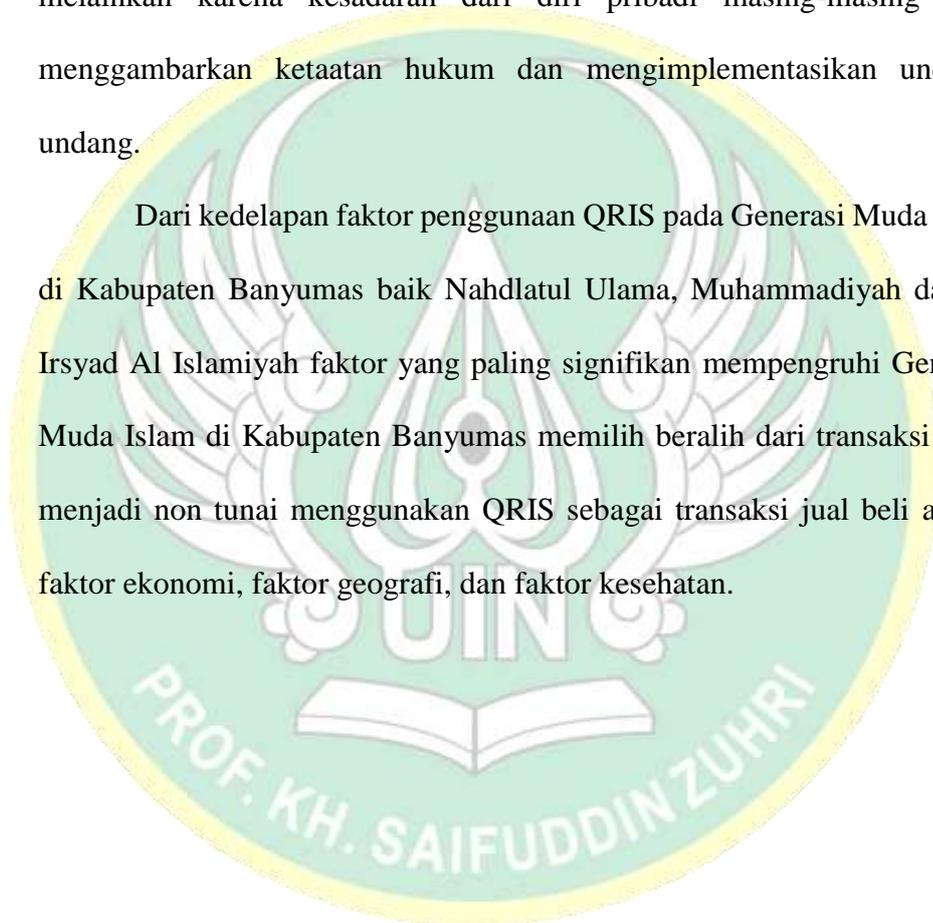 melainkan karena kesadaran dari diri pribadi masing-masing
menggambarkan ketaatan hukum dan mengimplementasikan
undang.
Dari kedelapan faktor penggunaan QRIS pada Generasi Muda
di Kabupaten Banyumas baik Nahdlatul Ulama, Muhammadiyah
Irsyad Al Islamiyah faktor yang paling signifikan mempengruhi
Muda Islam di Kabupaten Banyumas memilih beralih dari transaksi
menjadi non tunai menggunakan QRIS sebagai transaksi jual beli
faktor ekonomi, faktor geografi, dan faktor kesehatan.
UIN
PROF. KH. SAIFUDDIN ZUHRI